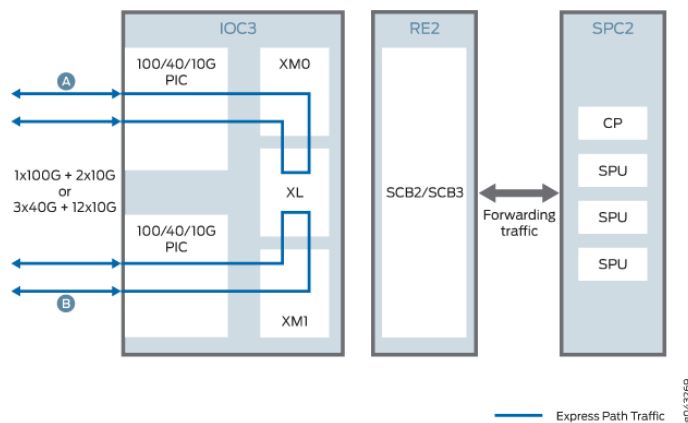 IOC3
RE2
SPC2
100/40/10G
PIC
XM0
A
CP
1x100G + 2x10G
or
3x40G + 12x10G
XL
SCB2/SCB3
Forwarding
traffic
SPU
SPU
SPU
100/40/10G
PIC
B
XM1
Express Path Traffic
g043269